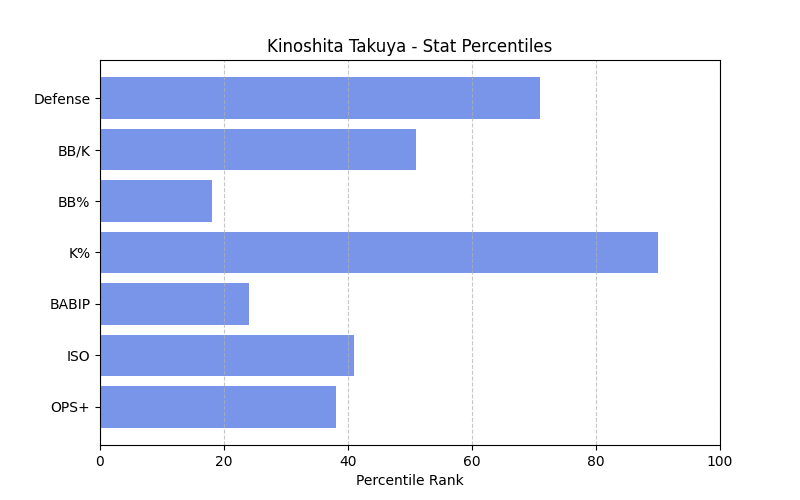 Kinoshita Takuya - Stat Percentiles
Defense
BB/K
BB%
K%
BABIP
ISO
OPS+
0 20 40 60 80 100
Percentile Rank